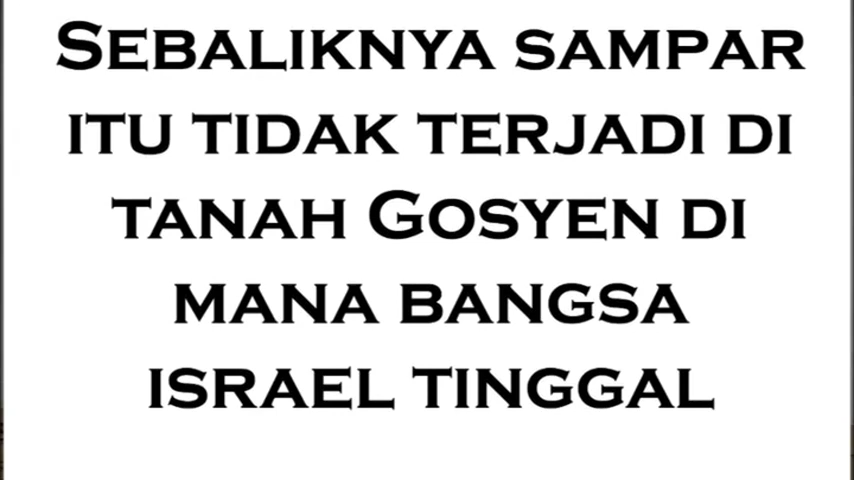 Sebaliknya sampar
itu tidak terjadi di
tanah Gosyen di
mana bangsa
israel tinggal